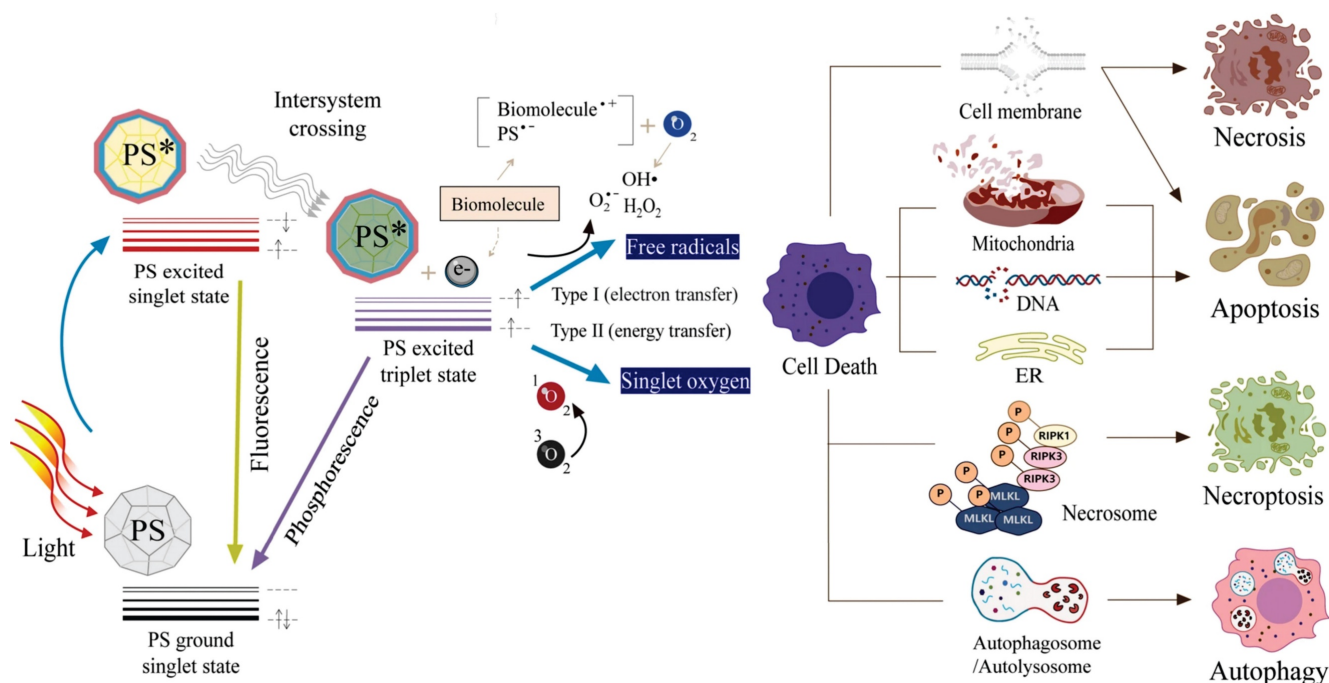 Intersystem
crossing
PS*
PS excited
singlet state
PS*
PS excited
triplet state
Fluorescence
Phosphorescence
Light
PS
PS ground
singlet state
Biomolecule•+
PS•-
+
O2
Biomolecule
O2•-
OH•
H2O2
+
e-
Free radicals
Type I (electron transfer)
Type II (energy transfer)
Singlet oxygen
1O2
3O2
Cell Death
Cell membrane
Mitochondria
DNA
ER
P
P
P
P
P
P
RIPK1
RIPK3
RIPK3
MLKL
MLKL
MLKL
Necrosome
Autophagosome
/Autolysosome
Necrosis
Apoptosis
Necroptosis
Autophagy